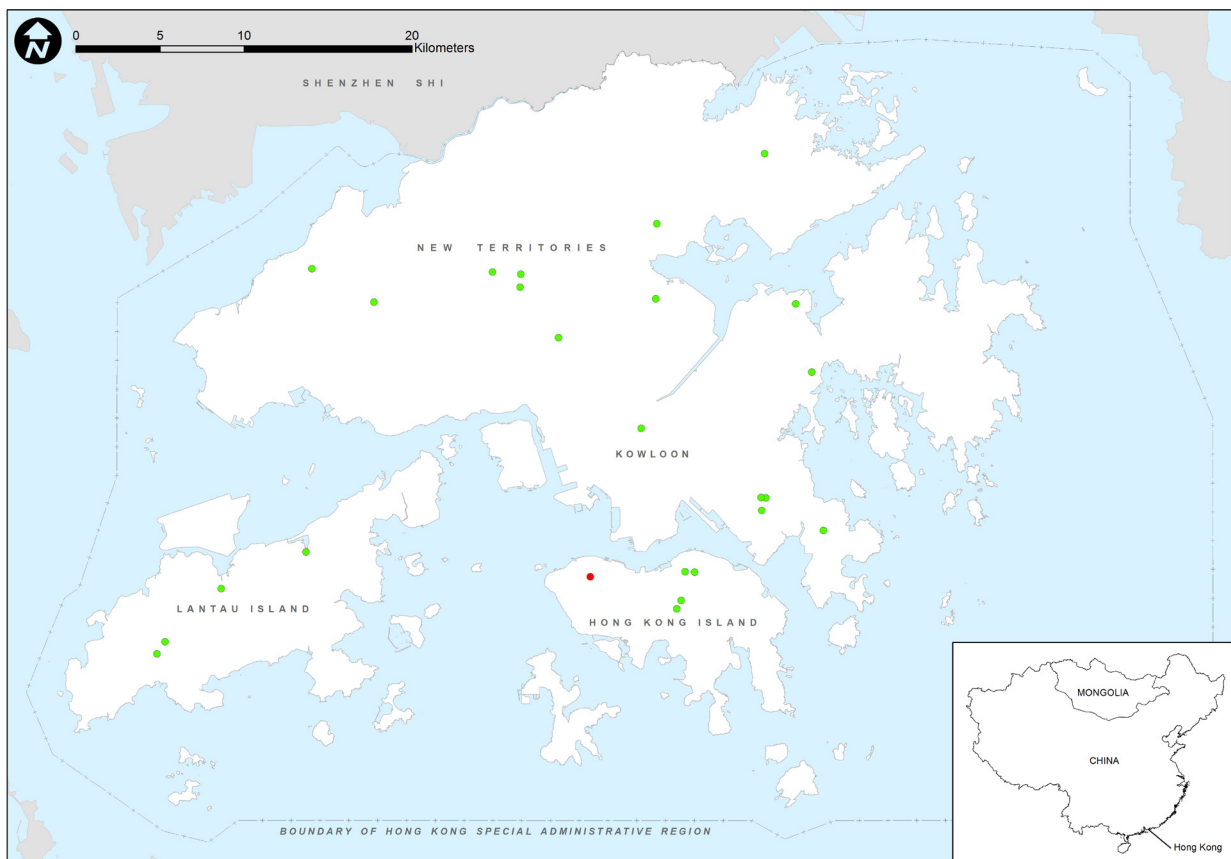 N
0 5 10 20
Kilometers
SHENZHEN SHI
NEW TERRITORIES
KOWLOON
LANTAU ISLAND
HONG KONG ISLAND
BOUNDARY OF HONG KONG SPECIAL ADMINISTRATIVE REGION
MONGOLIA
CHINA
Hong Kong